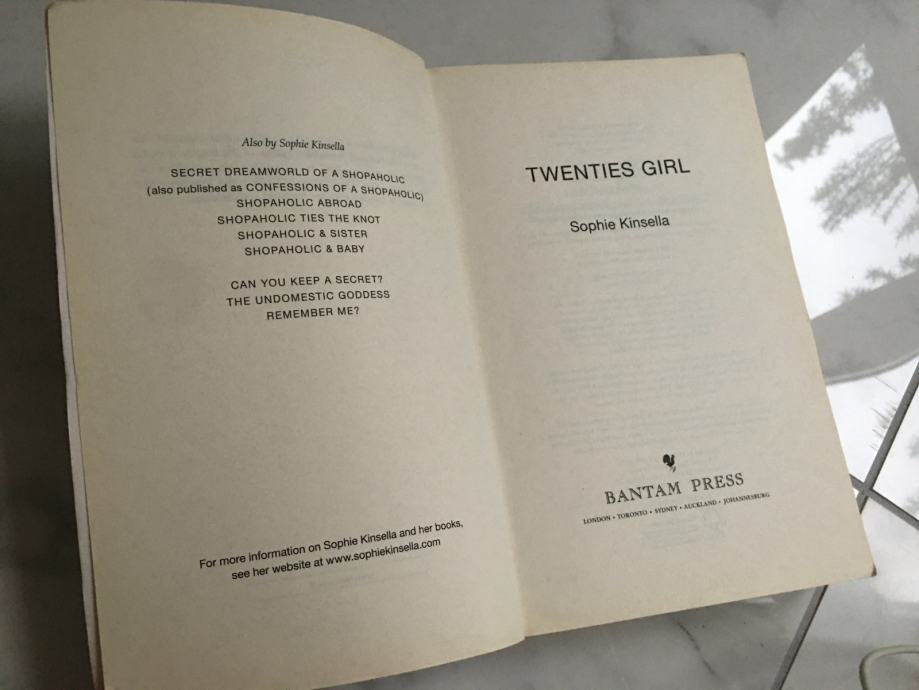 Also by Sophie Kinsella
SECRET DREAMWORLD OF A SHOPAHOLIC
(also published as CONFESSIONS OF A SHOPAHOLIC)
SHOPAHOLIC ABROAD
SHOPAHOLIC TIES THE KNOT
SHOPAHOLIC & SISTER
SHOPAHOLIC & BABY
CAN YOU KEEP A SECRET?
THE UNDOMESTIC GODDESS
REMEMBER ME?
For more information on Sophie Kinsella and her books,
see her website at www.sophiekinsella.com
TWENTIES GIRL
Sophie Kinsella
BANTAM PRESS
LONDON • TORONTO • SYDNEY • AUCKLAND • JOHANNESBURG